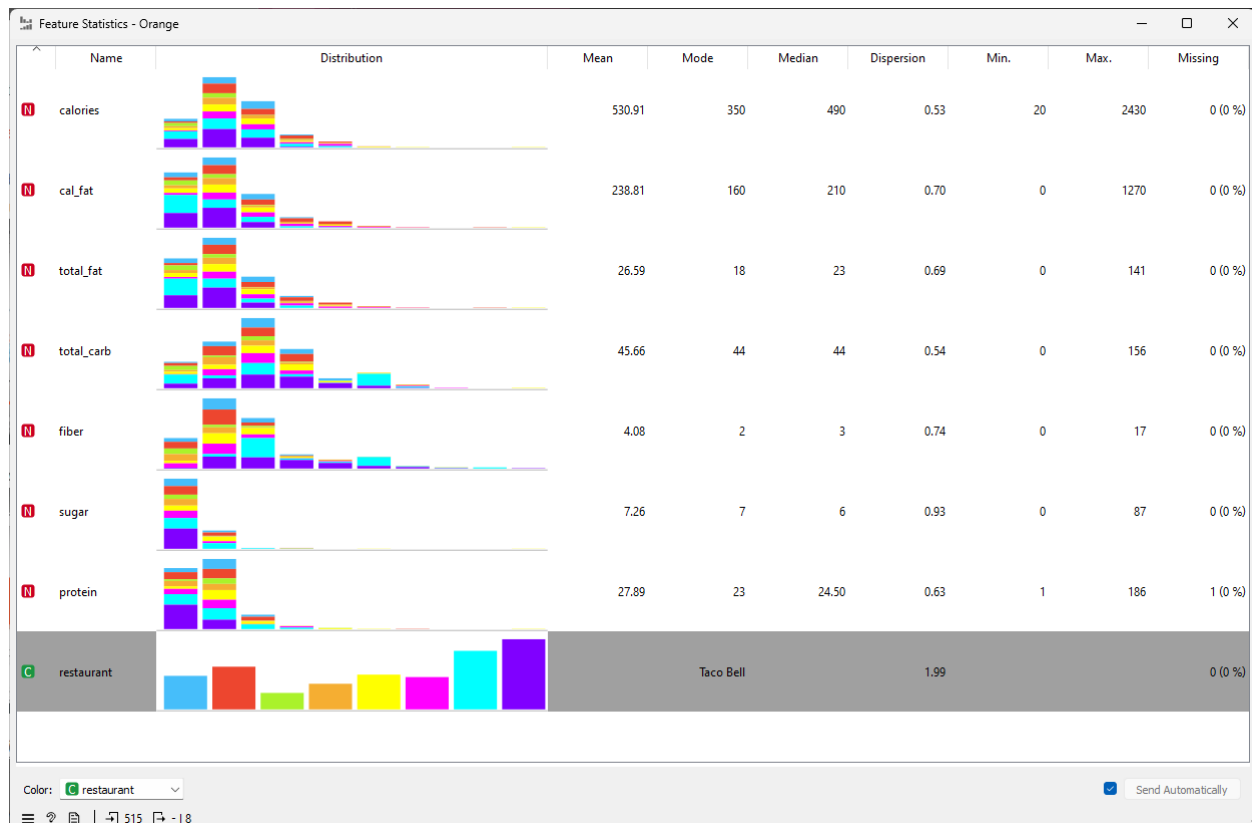 Feature Statistics - Orange
Name Distribution Mean Mode Median Dispersion Min. Max. Missing
N calories 530.91 350 490 0.53 20 2430 0 (0 %)
N cal_fat 238.81 160 210 0.70 0 1270 0 (0 %)
N total_fat 26.59 18 23 0.69 0 141 0 (0 %)
N total_carb 45.66 44 44 0.54 0 156 0 (0 %)
N fiber 4.08 2 3 0.74 0 17 0 (0 %)
N sugar 7.26 7 6 0.93 0 87 0 (0 %)
N protein 27.89 23 24.50 0.63 1 186 1 (0 %)
C restaurant Taco Bell 1.99 0 (0 %)
Color: C restaurant Send Automatically
515 - | 8